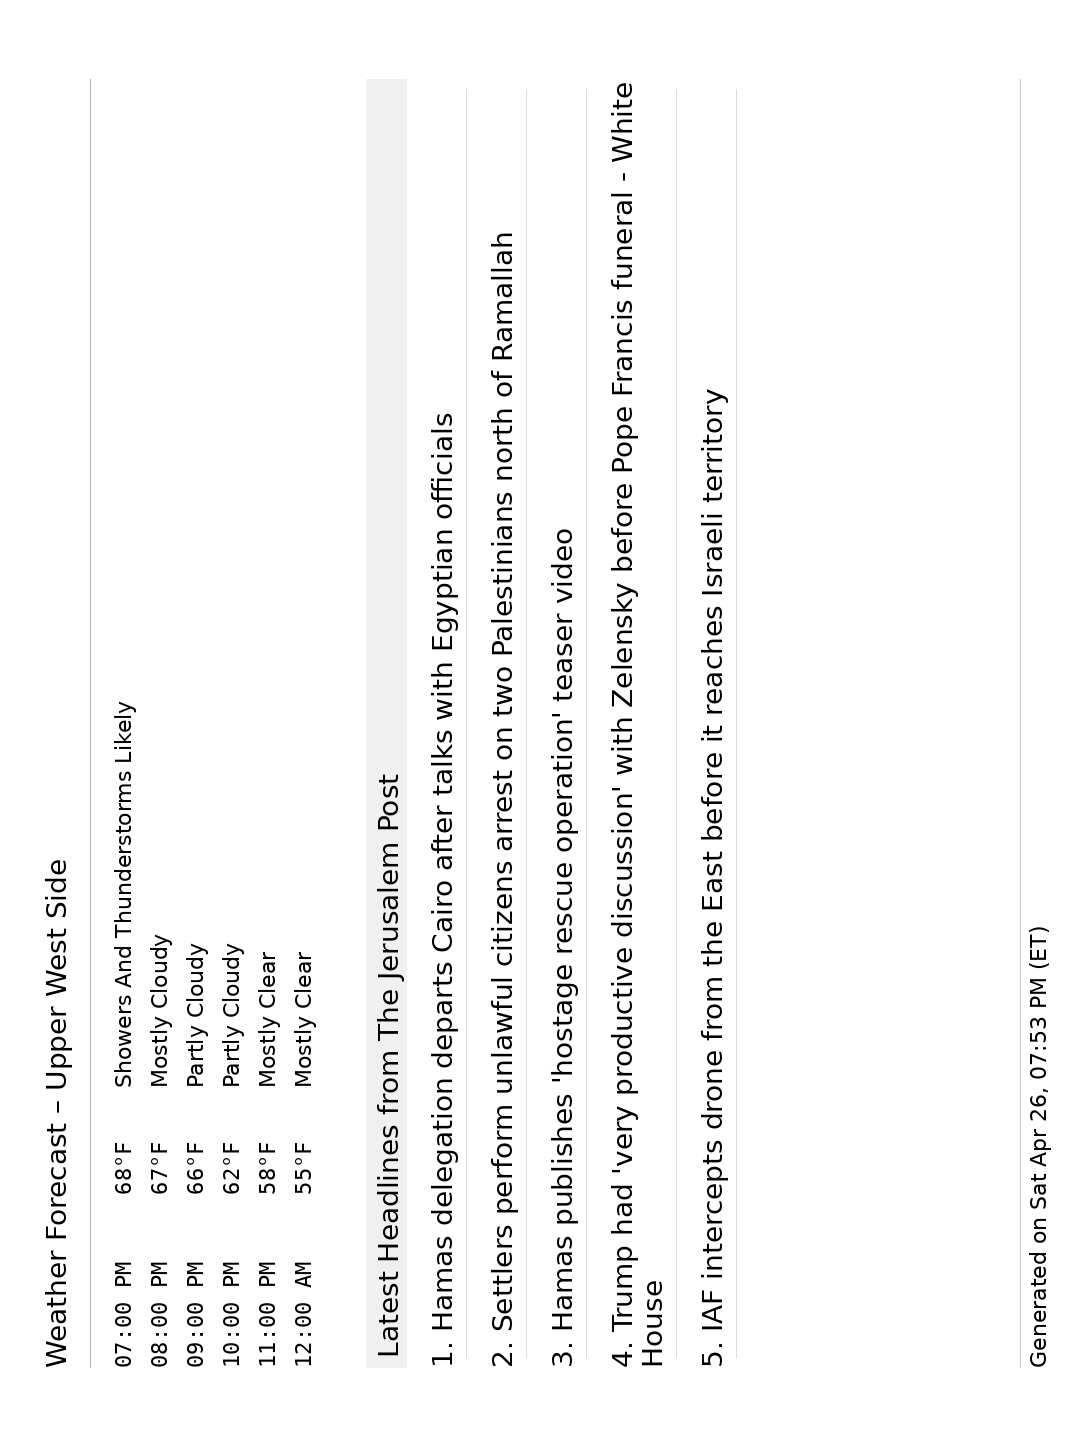 Weather Forecast – Upper West Side
07:00 PM 68°F Showers And Thunderstorms Likely
08:00 PM 67°F Mostly Cloudy
09:00 PM 66°F Partly Cloudy
10:00 PM 62°F Partly Cloudy
11:00 PM 58°F Mostly Clear
12:00 AM 55°F Mostly Clear
Latest Headlines from The Jerusalem Post
1. Hamas delegation departs Cairo after talks with Egyptian officials
2. Settlers perform unlawful citizens arrest on two Palestinians north of Ramallah
3. Hamas publishes 'hostage rescue operation' teaser video
4. Trump had 'very productive discussion' with Zelensky before Pope Francis funeral - White
House
5. IAF intercepts drone from the East before it reaches Israeli territory
Generated on Sat Apr 26, 07:53 PM (ET)